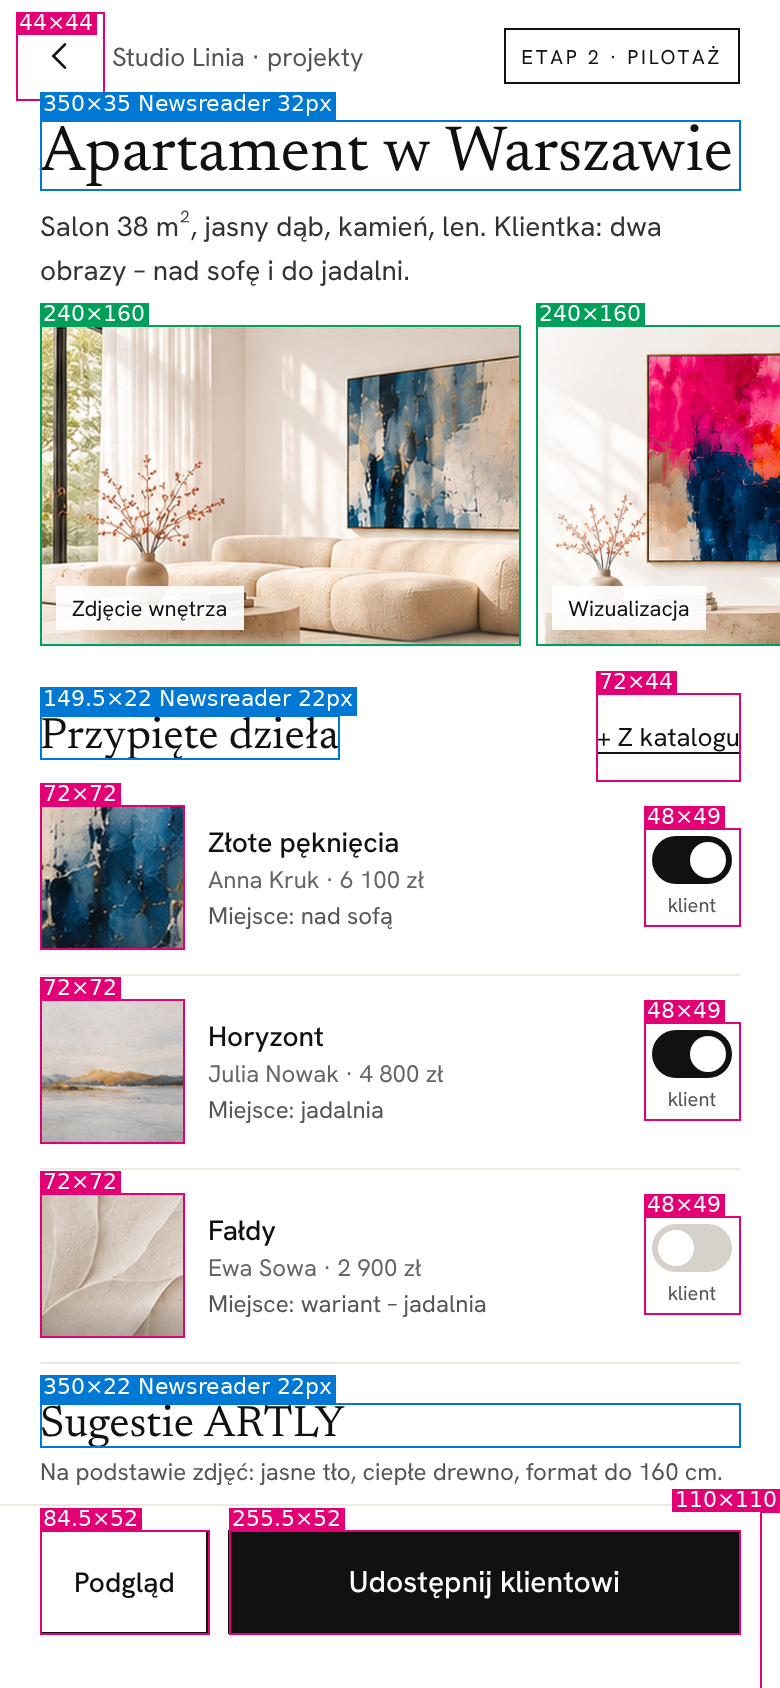 44×44
Studio Linia · projekty
ETAP 2 · PILOTAŻ
350×35 Newsreader 32px
Apartament w Warszawie
Salon 38 m², jasny dąb, kamień, len. Klientka: dwa
obrazy – nad sofę i do jadalni.
240×160
240×160
Zdjęcie wnętrza
Wizualizacja
72×44
149.5×22 Newsreader 22px
Przypięte dzieła
+ Z katalogu
72×72
48×49
Złote pęknięcia
Anna Kruk · 6 100 zł
Miejsce: nad sofą
klient
72×72
48×49
Horyzont
Julia Nowak · 4 800 zł
Miejsce: jadalnia
klient
72×72
48×49
Fałdy
Ewa Sowa · 2 900 zł
Miejsce: wariant – jadalnia
klient
350×22 Newsreader 22px
Sugestie ARTLY
Na podstawie zdjęć: jasne tło, ciepłe drewno, format do 160 cm.
110×110
84.5×52
255.5×52
Podgląd
Udostępnij klientowi